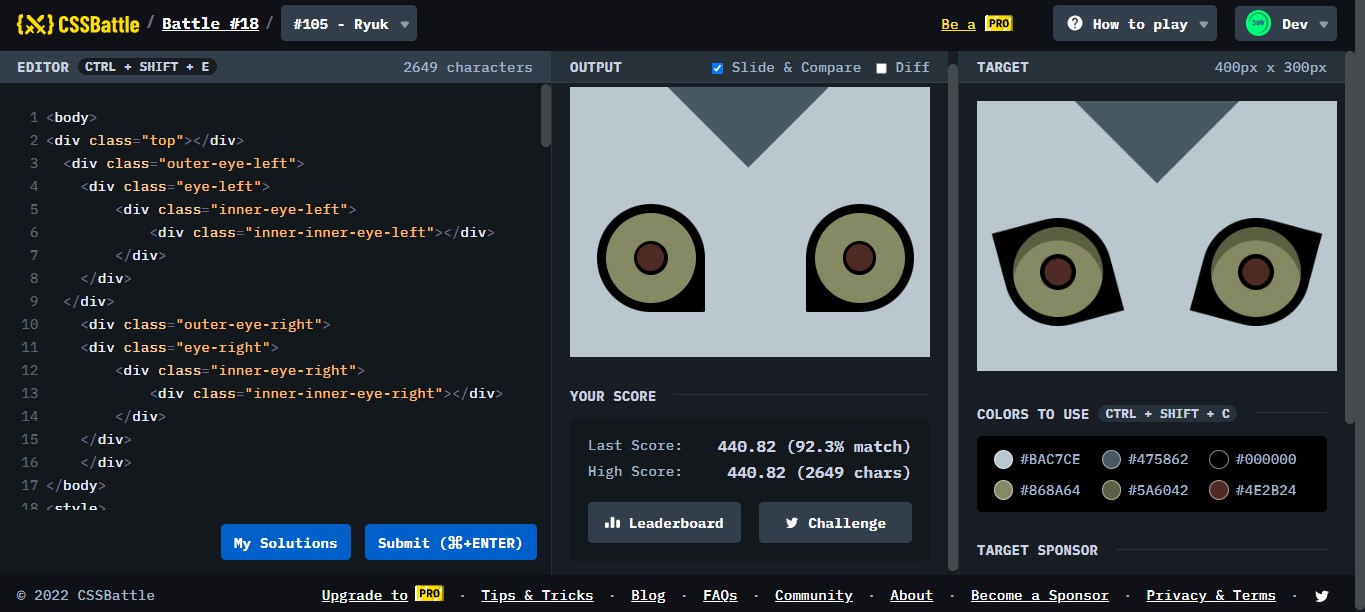 CSSBattle / Battle #18 / #105 - Ryuk Be a PRO How to play Dev
EDITOR CTRL + SHIFT + E 2649 characters
OUTPUT Slide & Compare Diff
TARGET 400px x 300px
1 <body>
2 <div class="top"></div>
3 <div class="outer-eye-left">
4 <div class="eye-left">
5 <div class="inner-eye-left">
6 <div class="inner-inner-eye-left"></div>
7 </div>
8 </div>
9 </div>
10 <div class="outer-eye-right">
11 <div class="eye-right">
12 <div class="inner-eye-right">
13 <div class="inner-inner-eye-right"></div>
14 </div>
15 </div>
16 </div>
17 </body>
18 <style>
My Solutions Submit (⌘+ENTER)
YOUR SCORE
Last Score: 440.82 (92.3% match)
High Score: 440.82 (2649 chars)
Leaderboard Challenge
COLORS TO USE CTRL + SHIFT + C
#BAC7CE #475862 #000000
#868A64 #5A6042 #4E2B24
TARGET SPONSOR
© 2022 CSSBattle Upgrade to PRO · Tips & Tricks · Blog · FAQs · Community · About · Become a Sponsor · Privacy & Terms ·